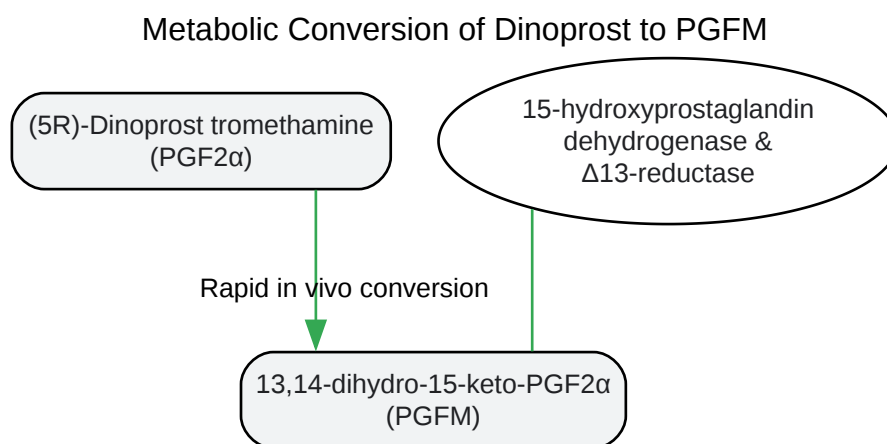 Metabolic Conversion of Dinoprost to PGFM
(5R)-Dinoprost tromethamine
(PGF2α)
15-hydroxyprostaglandin
dehydrogenase &
Δ13-reductase
Rapid in vivo conversion
13,14-dihydro-15-keto-PGF2α
(PGFM)